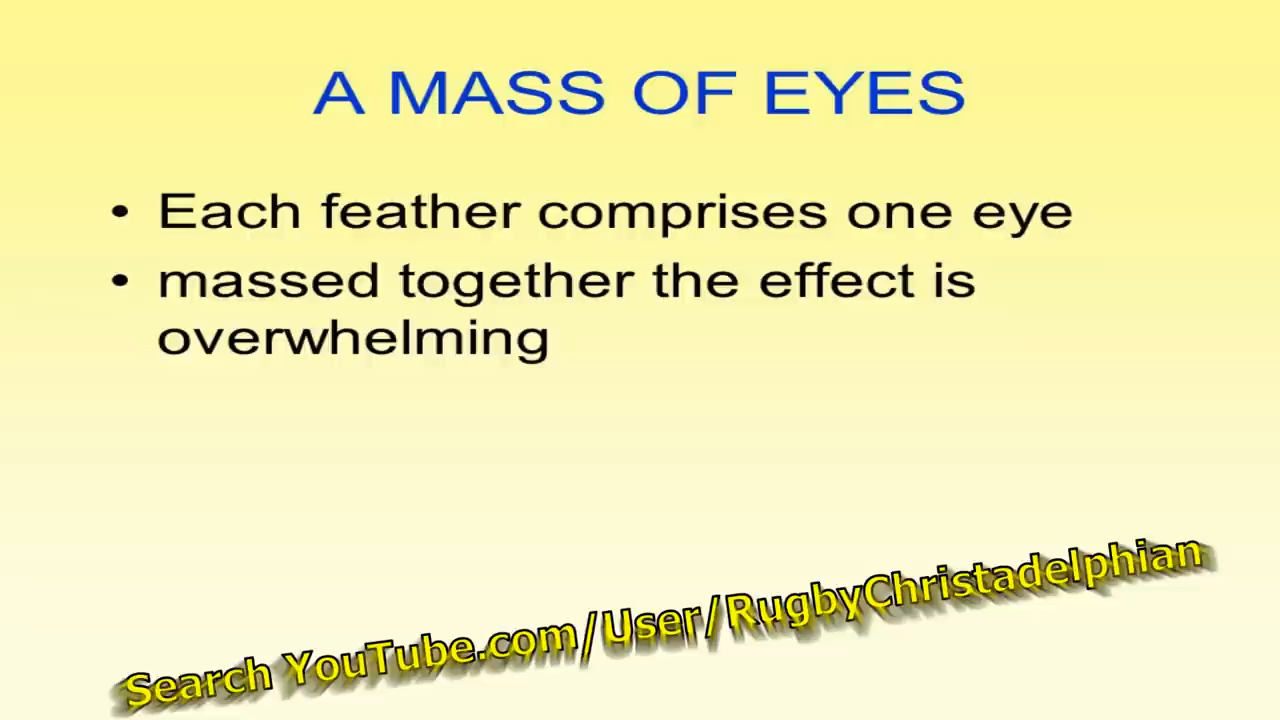 A MASS OF EYES
• Each feather comprises one eye
• massed together the effect is
overwhelming
Search YouTube.com/User/RugbyChristadelphian